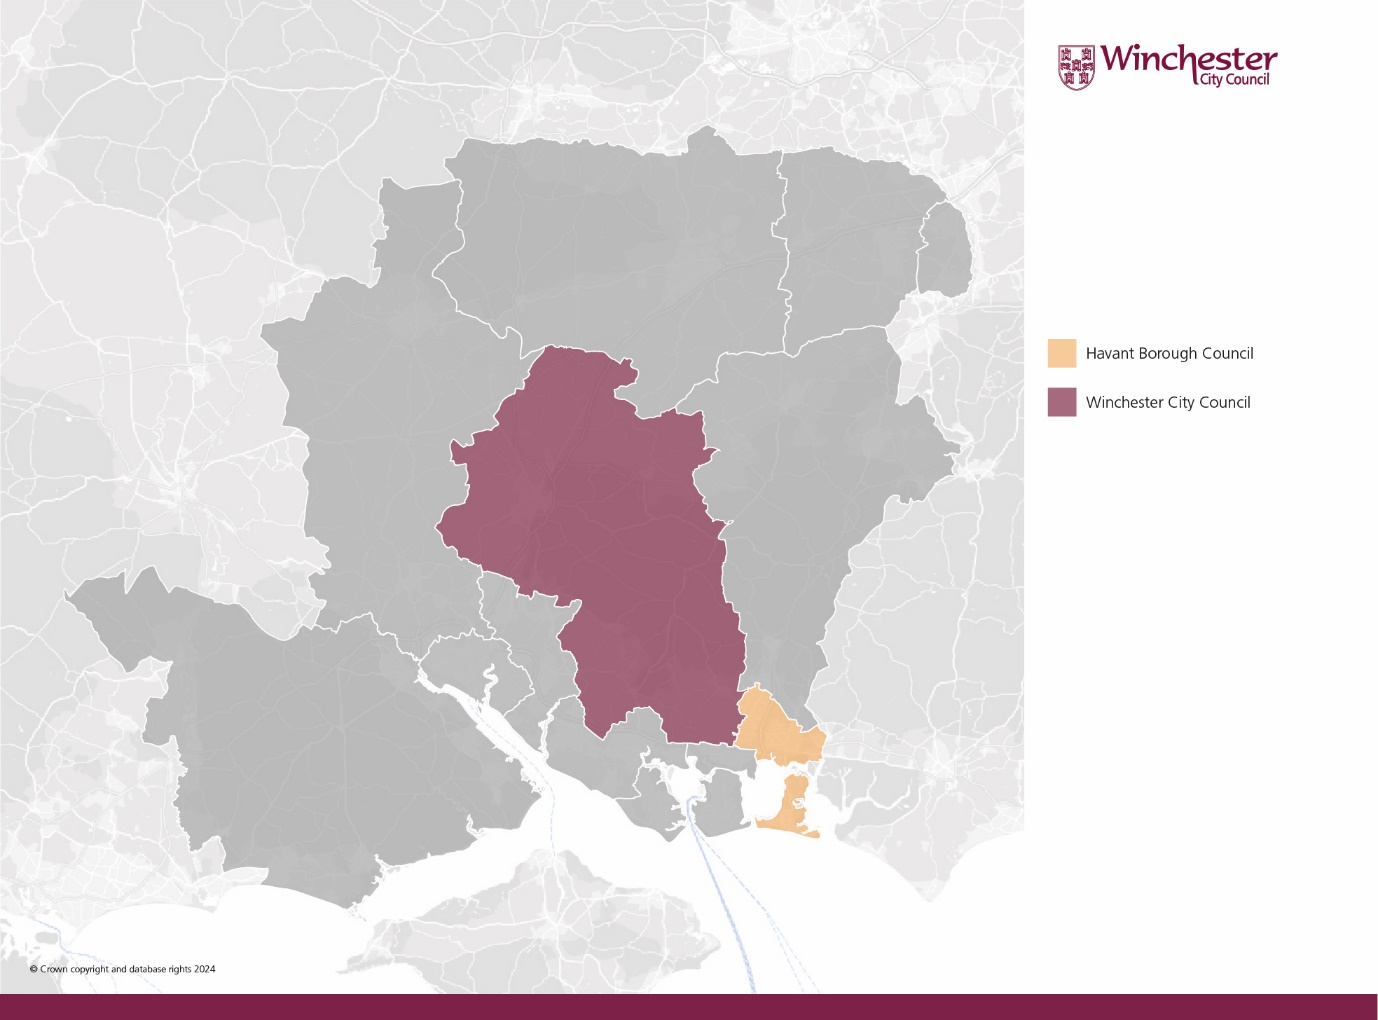 Winchester
City Council
Havant Borough Council
Winchester City Council
© Crown copyright and database rights 2024